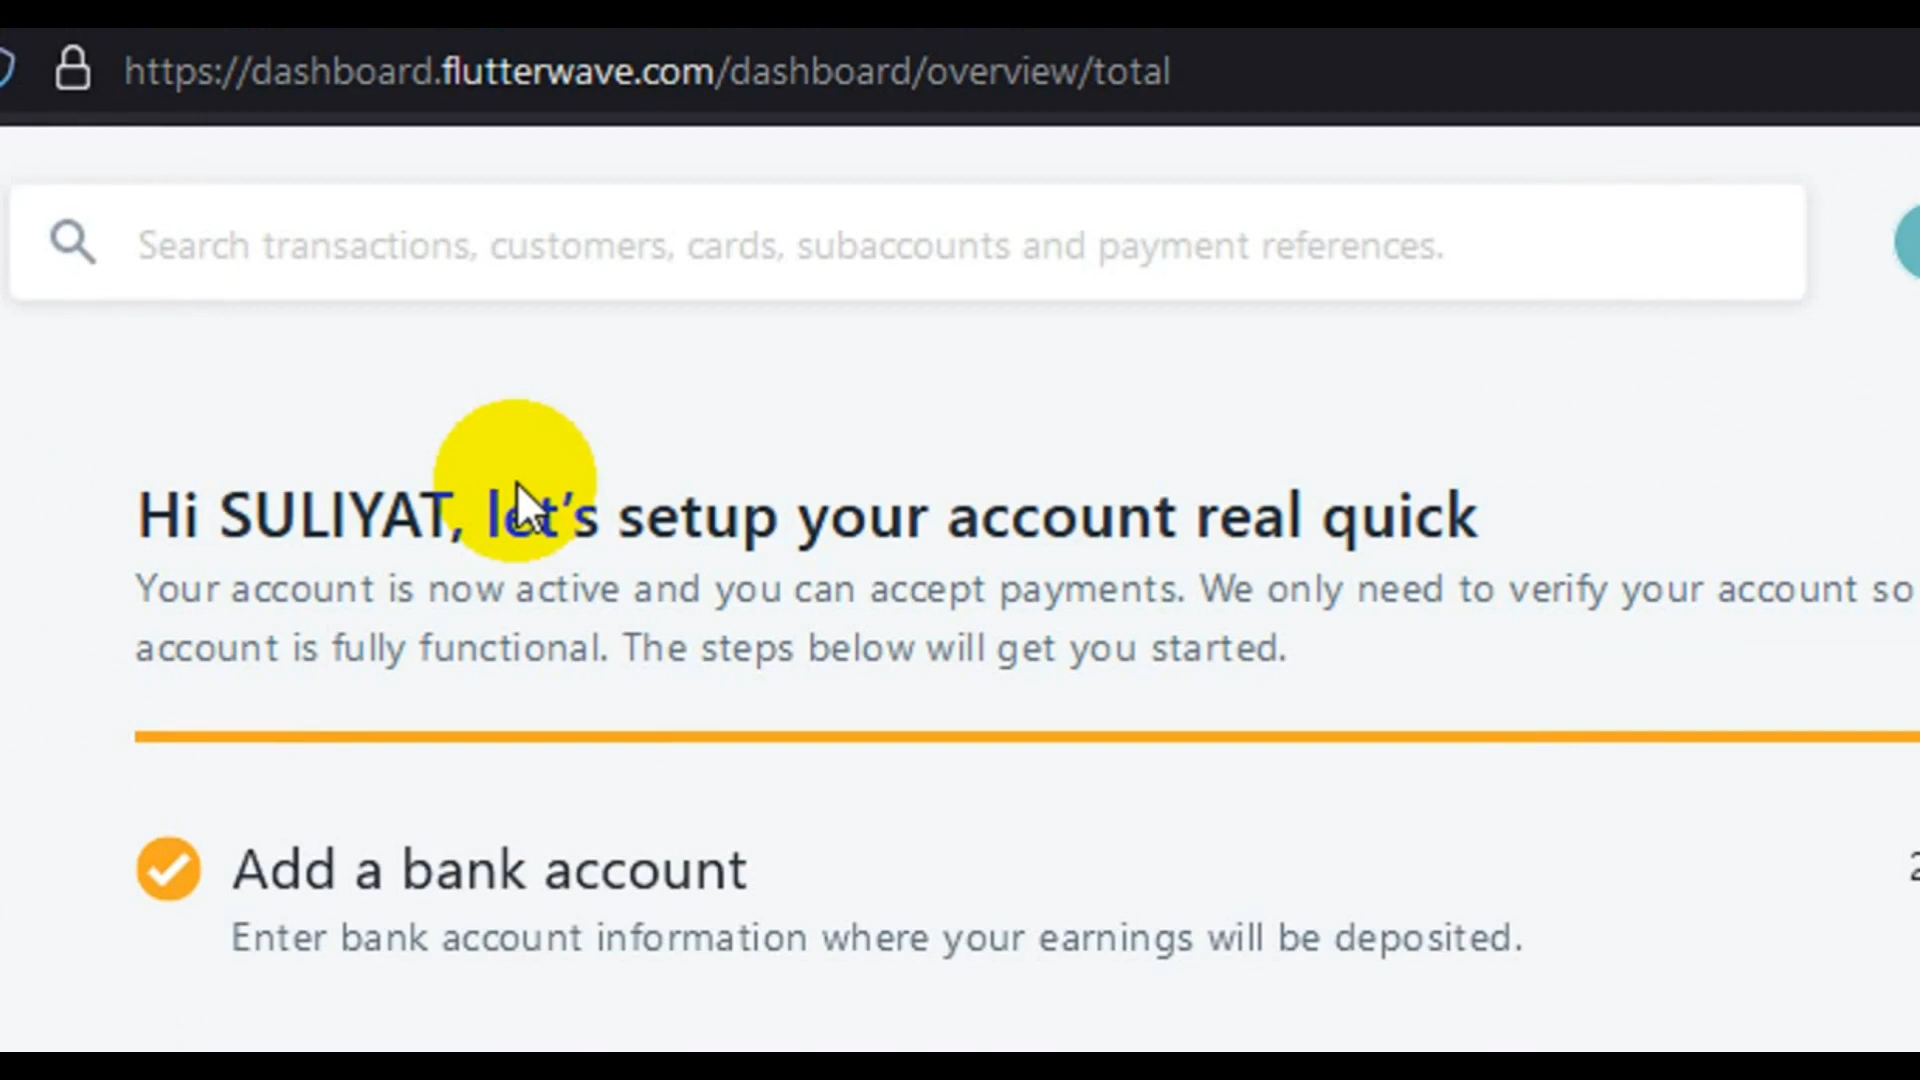 https://dashboard.flutterwave.com/dashboard/overview/total
Search transactions, customers, cards, subaccounts and payment references.
Hi SULIYAT, let's setup your account real quick
Your account is now active and you can accept payments. We only need to verify your account so
account is fully functional. The steps below will get you started.
Add a bank account
Enter bank account information where your earnings will be deposited.